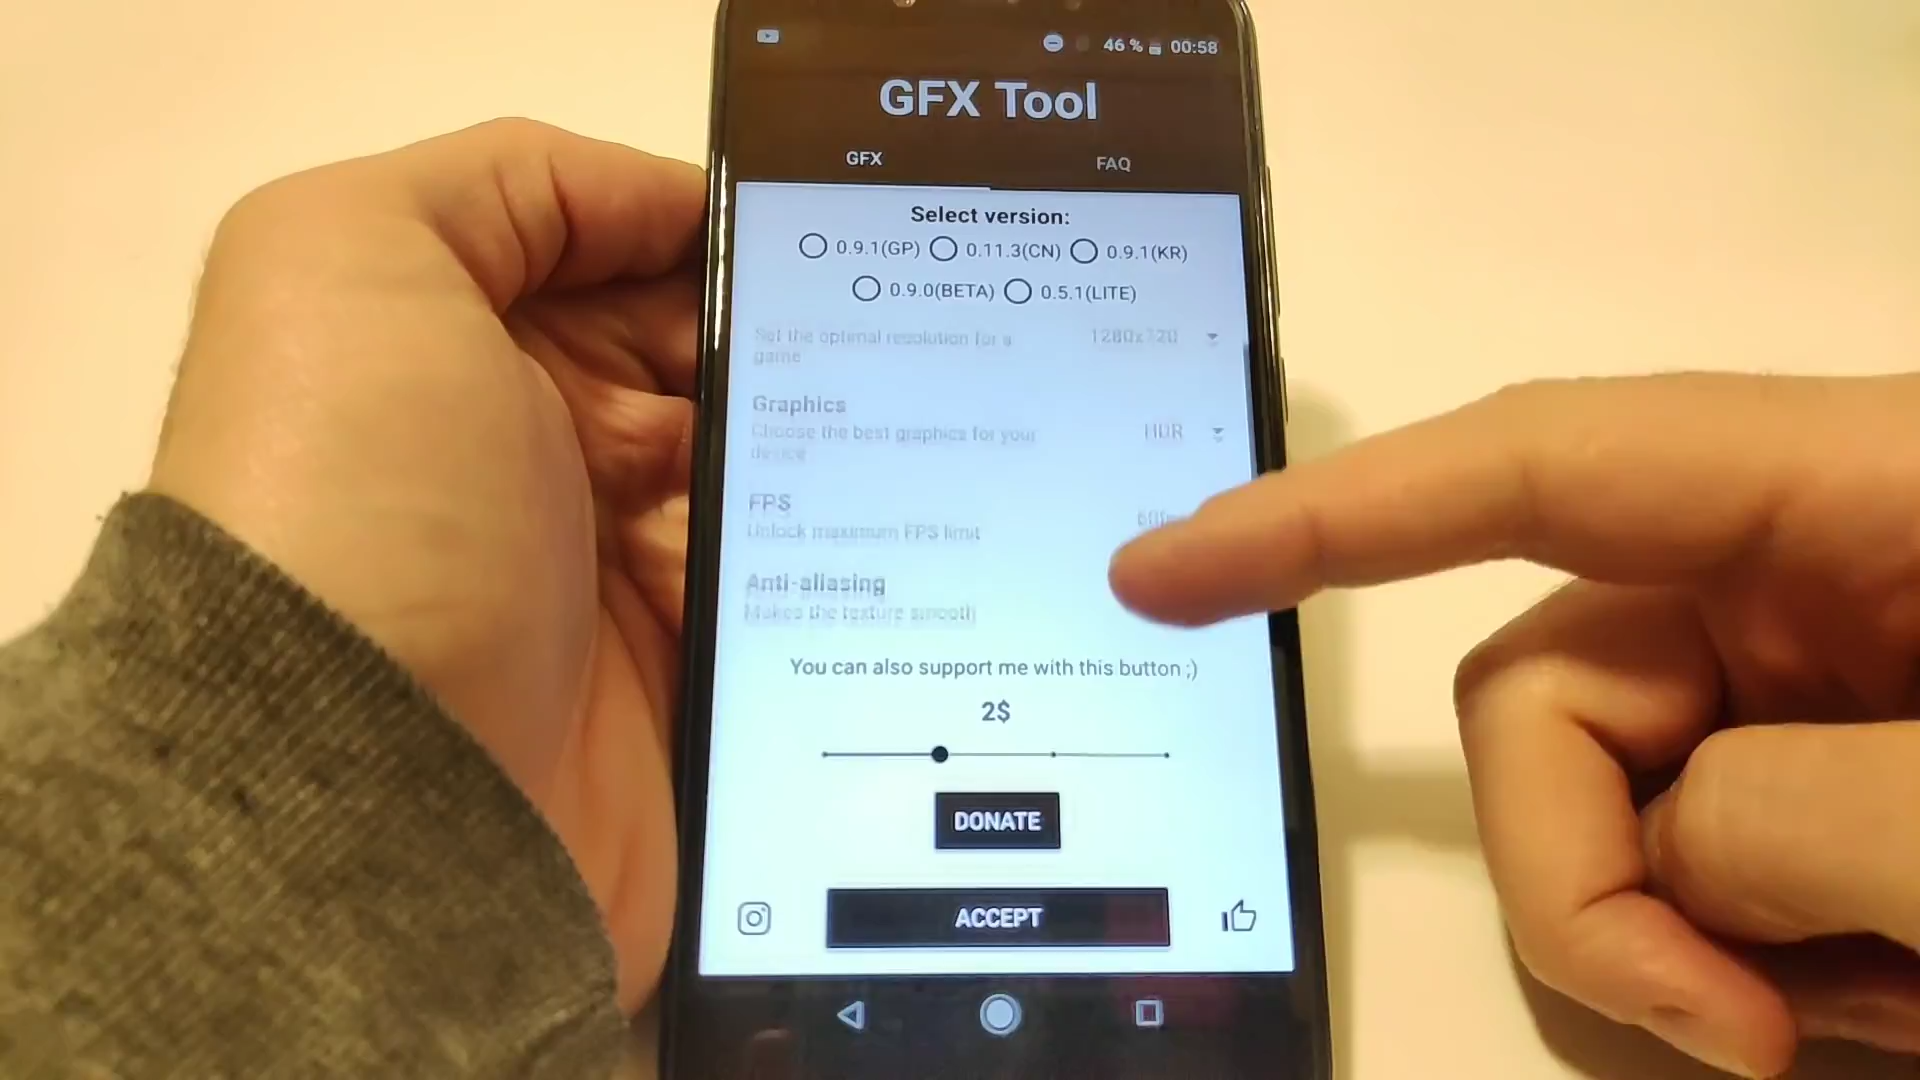 46 % 00:58
GFX Tool
GFX FAQ
Select version:
0.9.1(GP) 0.11.3(CN) 0.9.1(KR)
0.9.0(BETA) 0.5.1(LITE)
Set the optimal resolution for a game 1280x720
Graphics
Choose the best graphics for your device HDR
FPS
Unlock maximum FPS limit
Anti-aliasing
Makes the texture smooth
You can also support me with this button ;)
2$
DONATE
ACCEPT